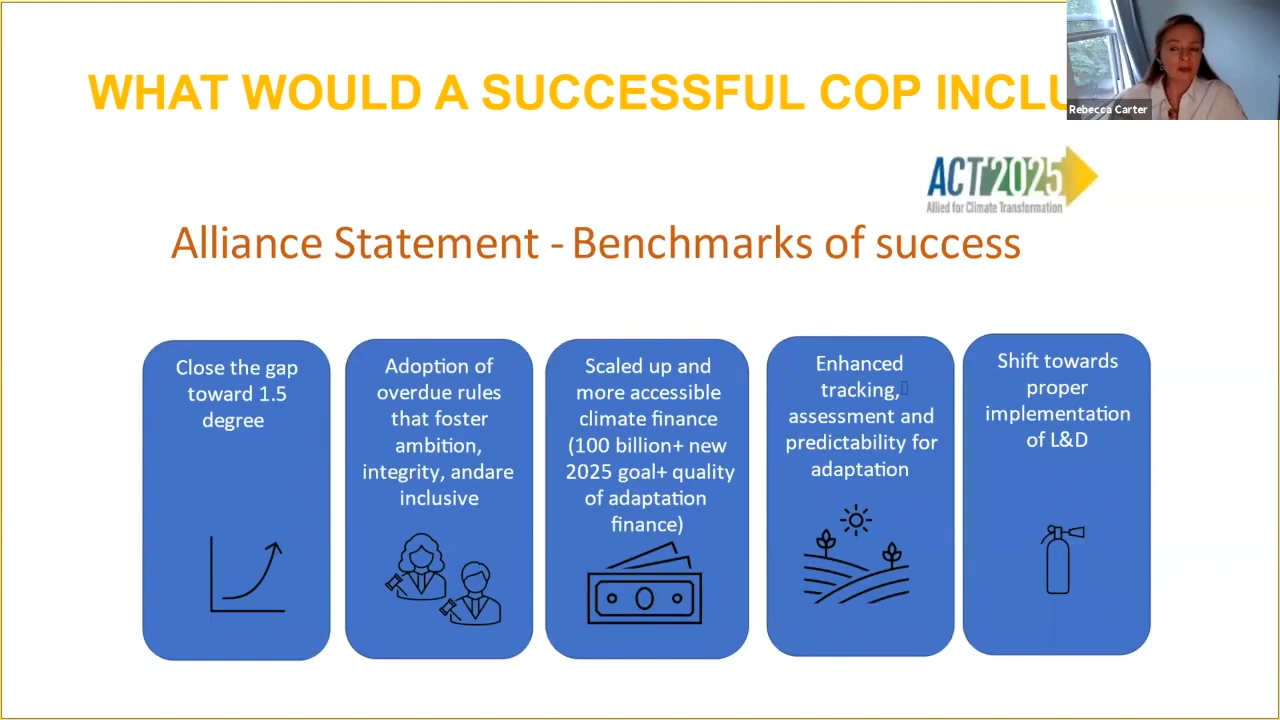 WHAT WOULD A SUCCESSFUL COP INCLU
Rebecca Carter
ACT2025
Allied for Climate Transformation
Alliance Statement - Benchmarks of success
Close the gap
toward 1.5
degree
Adoption of
overdue rules
that foster
ambition,
integrity, andare
inclusive
Scaled up and
more accessible
climate finance
(100 billion+ new
2025 goal+ quality
of adaptation
finance)
Enhanced
tracking,
assessment and
predictability for
adaptation
Shift towards
proper
implementation
of L&D